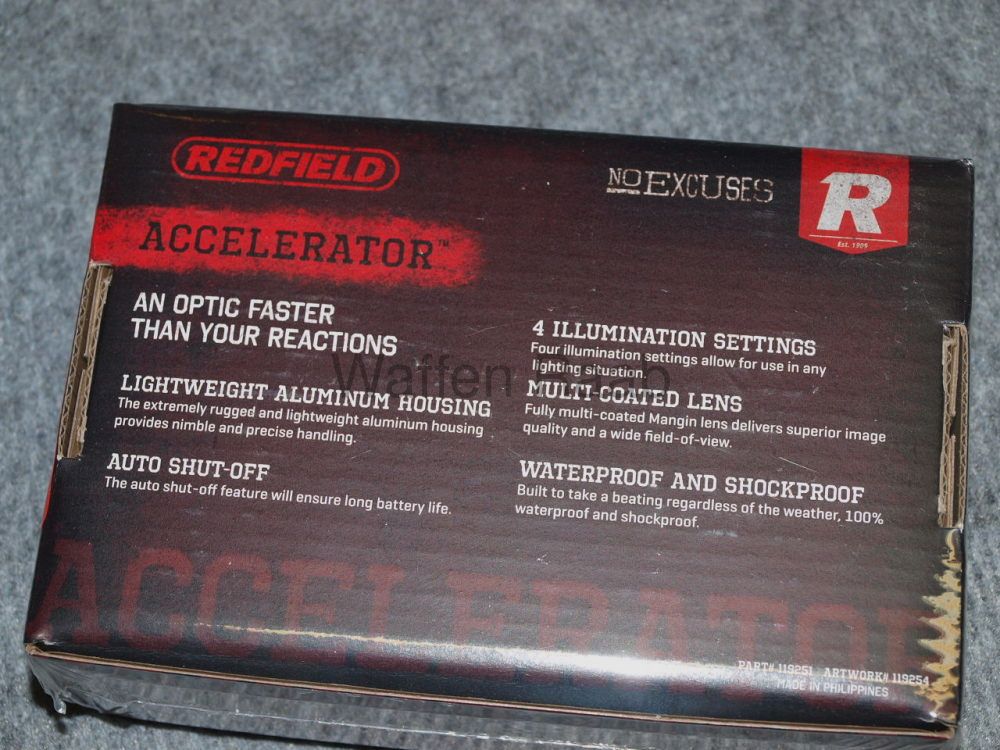 REDFIELD
NO EXCUSES
R
Est. 1909
ACCELERATOR™
AN OPTIC FASTER
THAN YOUR REACTIONS
LIGHTWEIGHT ALUMINUM HOUSING
The extremely rugged and lightweight aluminum housing
provides nimble and precise handling.
AUTO SHUT-OFF
The auto shut-off feature will ensure long battery life.
4 ILLUMINATION SETTINGS
Four illumination settings allow for use in any
lighting situation.
MULTI-COATED LENS
Fully multi-coated Mangin lens delivers superior image
quality and a wide field-of-view.
WATERPROOF AND SHOCKPROOF
Built to take a beating regardless of the weather, 100%
waterproof and shockproof.
Waffen
ACCELERATOR
PART# 119251 ARTWORK# 119254
MADE IN PHILIPPINES